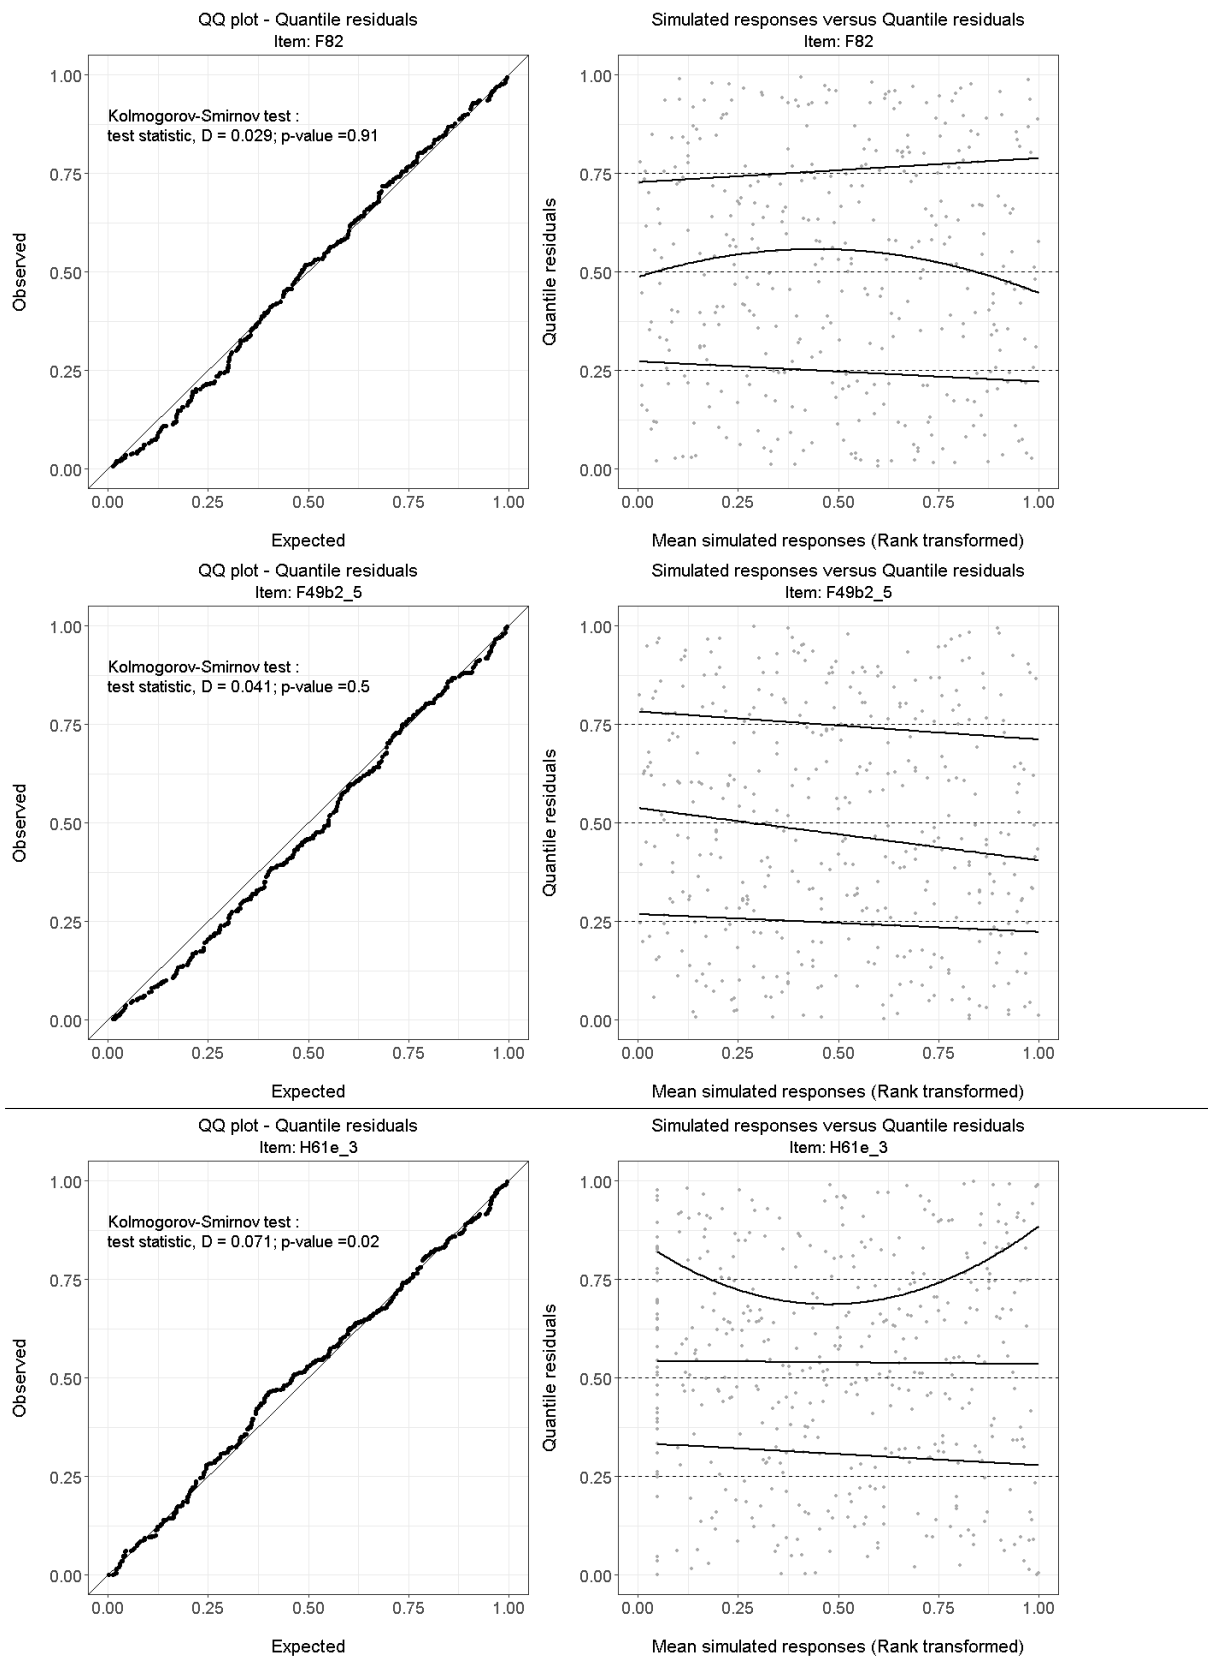 QQ plot - Quantile residuals
Item: F82
Kolmogorov-Smirnov test :
test statistic, D = 0.029; p-value =0.91
Observed
1.00
0.75
0.50
0.25
0.00
0.00 0.25 0.50 0.75 1.00
Expected
Simulated responses versus Quantile residuals
Item: F82
Quantile residuals
1.00
0.75
0.50
0.25
0.00
0.00 0.25 0.50 0.75 1.00
Mean simulated responses (Rank transformed)
QQ plot - Quantile residuals
Item: F49b2_5
Kolmogorov-Smirnov test :
test statistic, D = 0.041; p-value =0.5
Observed
1.00
0.75
0.50
0.25
0.00
0.00 0.25 0.50 0.75 1.00
Expected
Simulated responses versus Quantile residuals
Item: F49b2_5
Quantile residuals
1.00
0.75
0.50
0.25
0.00
0.00 0.25 0.50 0.75 1.00
Mean simulated responses (Rank transformed)
QQ plot - Quantile residuals
Item: H61e_3
Kolmogorov-Smirnov test :
test statistic, D = 0.071; p-value =0.02
Observed
1.00
0.75
0.50
0.25
0.00
0.00 0.25 0.50 0.75 1.00
Expected
Simulated responses versus Quantile residuals
Item: H61e_3
Quantile residuals
1.00
0.75
0.50
0.25
0.00
0.00 0.25 0.50 0.75 1.00
Mean simulated responses (Rank transformed)